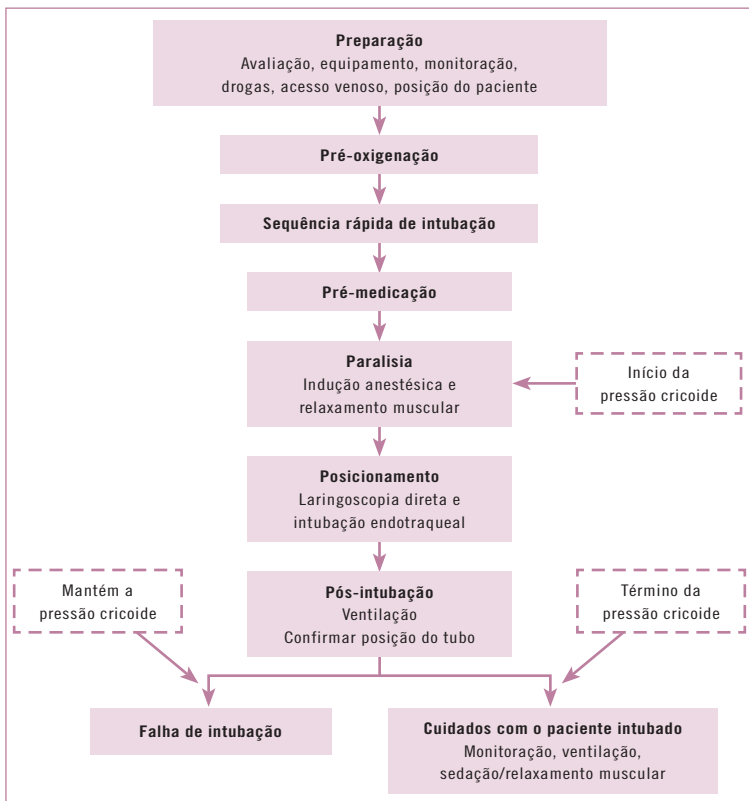 Preparação
Avaliação, equipamento, monitoração,
drogas, acesso venoso, posição do paciente
Pré-oxigenação
Sequência rápida de intubação
Pré-medicação
Paralisia
Indução anestésica e
relaxamento muscular
Início da
pressão cricoide
Posicionamento
Laringoscopia direta e
intubação endotraqueal
Mantém a
pressão cricoide
Pós-intubação
Ventilação
Confirmar posição do tubo
Término da
pressão cricoide
Falha de intubação
Cuidados com o paciente intubado
Monitoração, ventilação,
sedação/relaxamento muscular